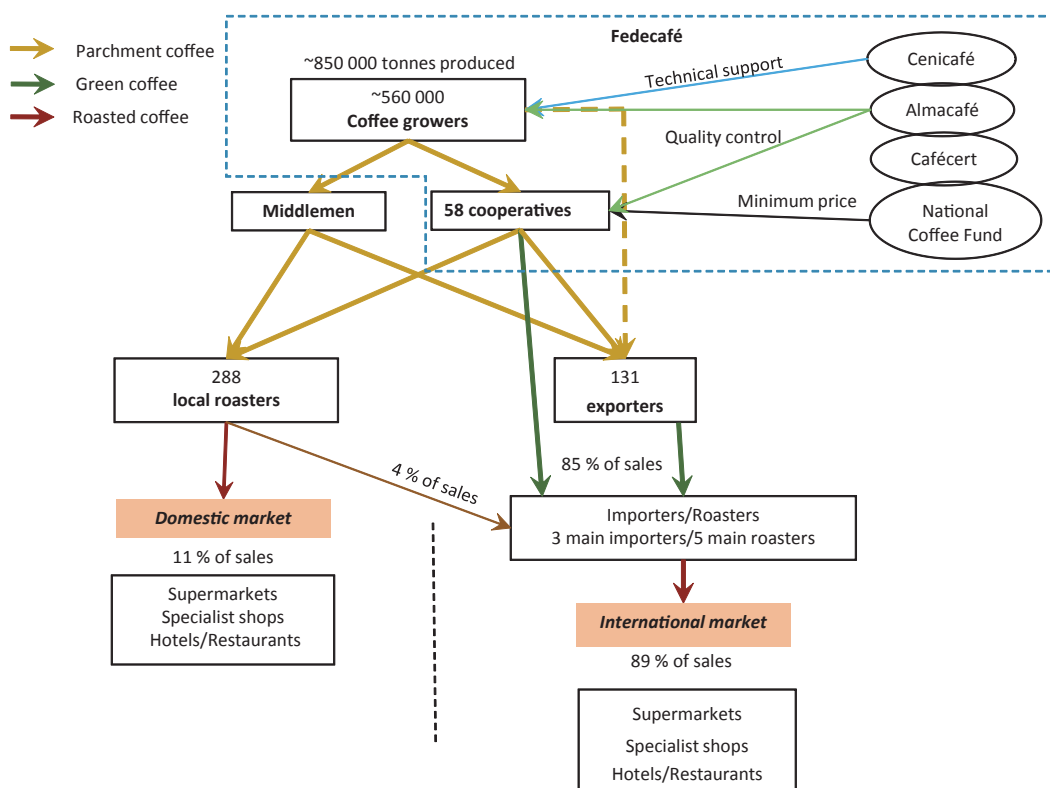 Fedecafé
Parchment coffee
Green coffee
Roasted coffee
~850 000 tonnes produced
~560 000
Coffee growers
Technical support
Quality control
Minimum price
Cenicafé
Almacafé
Cafécert
National
Coffee Fund
Middlemen
58 cooperatives
288
local roasters
131
exporters
4 % of sales
85 % of sales
Domestic market
11 % of sales
Supermarkets
Specialist shops
Hotels/Restaurants
Importers/Roasters
3 main importers/5 main roasters
International market
89 % of sales
Supermarkets
Specialist shops
Hotels/Restaurants